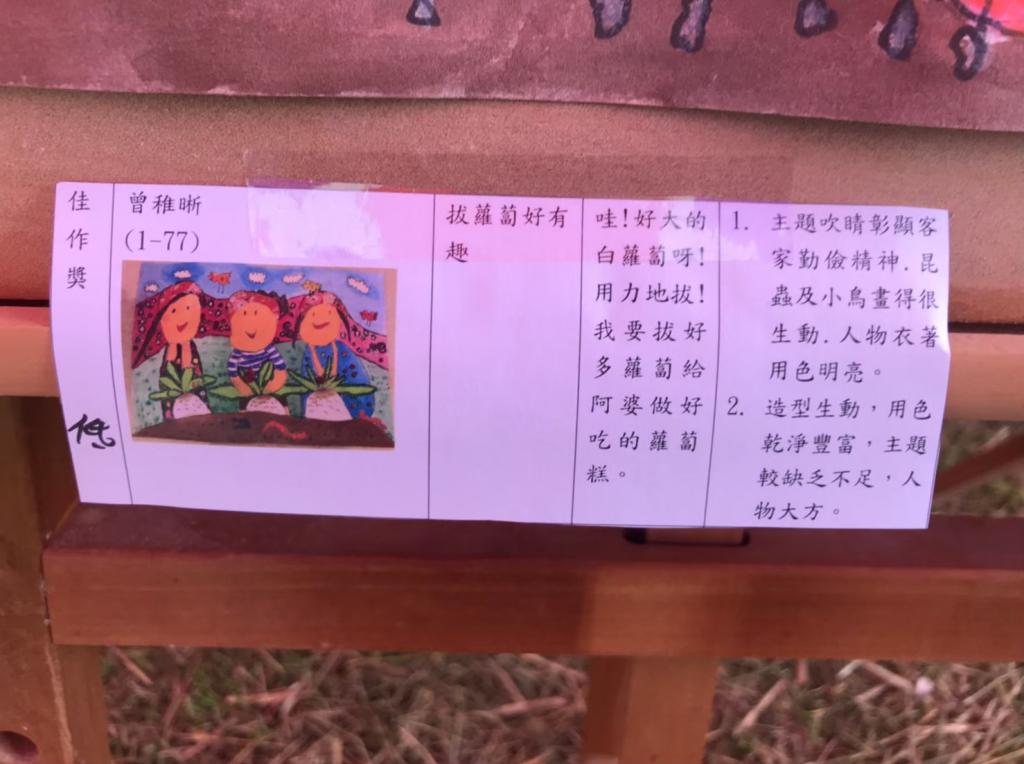 佳
作
獎
曾稚晰
(1-77)
拔蘿蔔好有
趣
哇!好大的
白蘿蔔呀!
用力地拔!
我要拔好
多蘿蔔給
阿婆做好
吃的蘿蔔
糕。
1. 主題吹睛彰顯客
家勤儉精神.昆
蟲及小鳥畫得很
生動.人物衣著
用色明亮。
2. 造型生動，用色
乾淨豐富，主題
較缺乏不足，人
物大方。